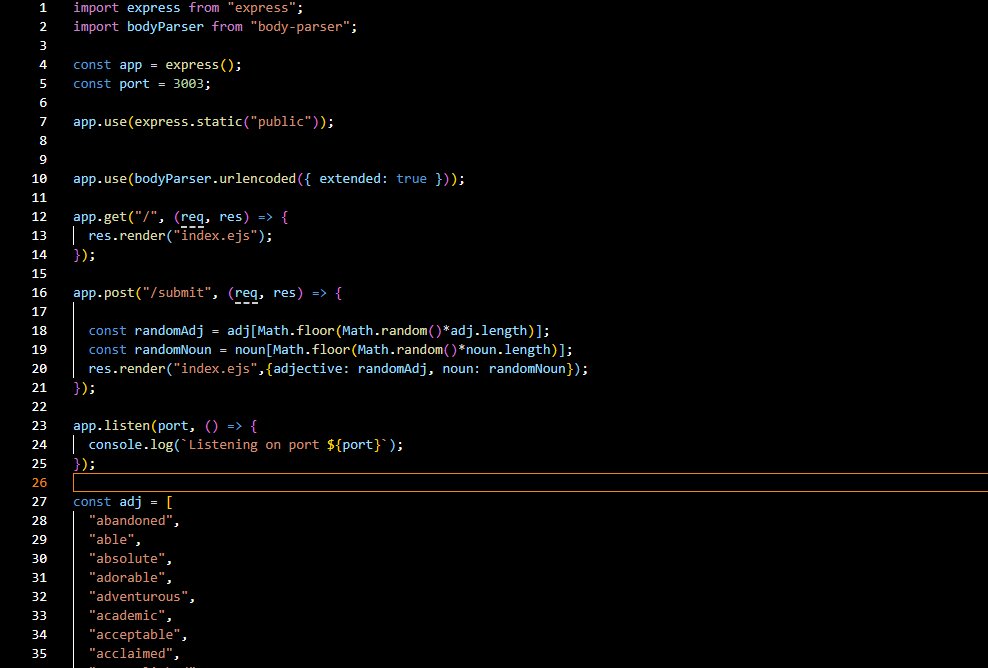 1 import express from "express";
2 import bodyParser from "body-parser";
3
4 const app = express();
5 const port = 3003;
6
7 app.use(express.static("public"));
8
9
10 app.use(bodyParser.urlencoded({ extended: true }));
11
12 app.get("/", (req, res) => {
13   res.render("index.ejs");
14 });
15
16 app.post("/submit", (req, res) => {
17
18   const randomAdj = adj[Math.floor(Math.random()*adj.length)];
19   const randomNoun = noun[Math.floor(Math.random()*noun.length)];
20   res.render("index.ejs",{adjective: randomAdj, noun: randomNoun});
21 });
22
23 app.listen(port, () => {
24   console.log(`Listening on port ${port}`);
25 });
26
27 const adj = [
28   "abandoned",
29   "able",
30   "absolute",
31   "adorable",
32   "adventurous",
33   "academic",
34   "acceptable",
35   "acclaimed",